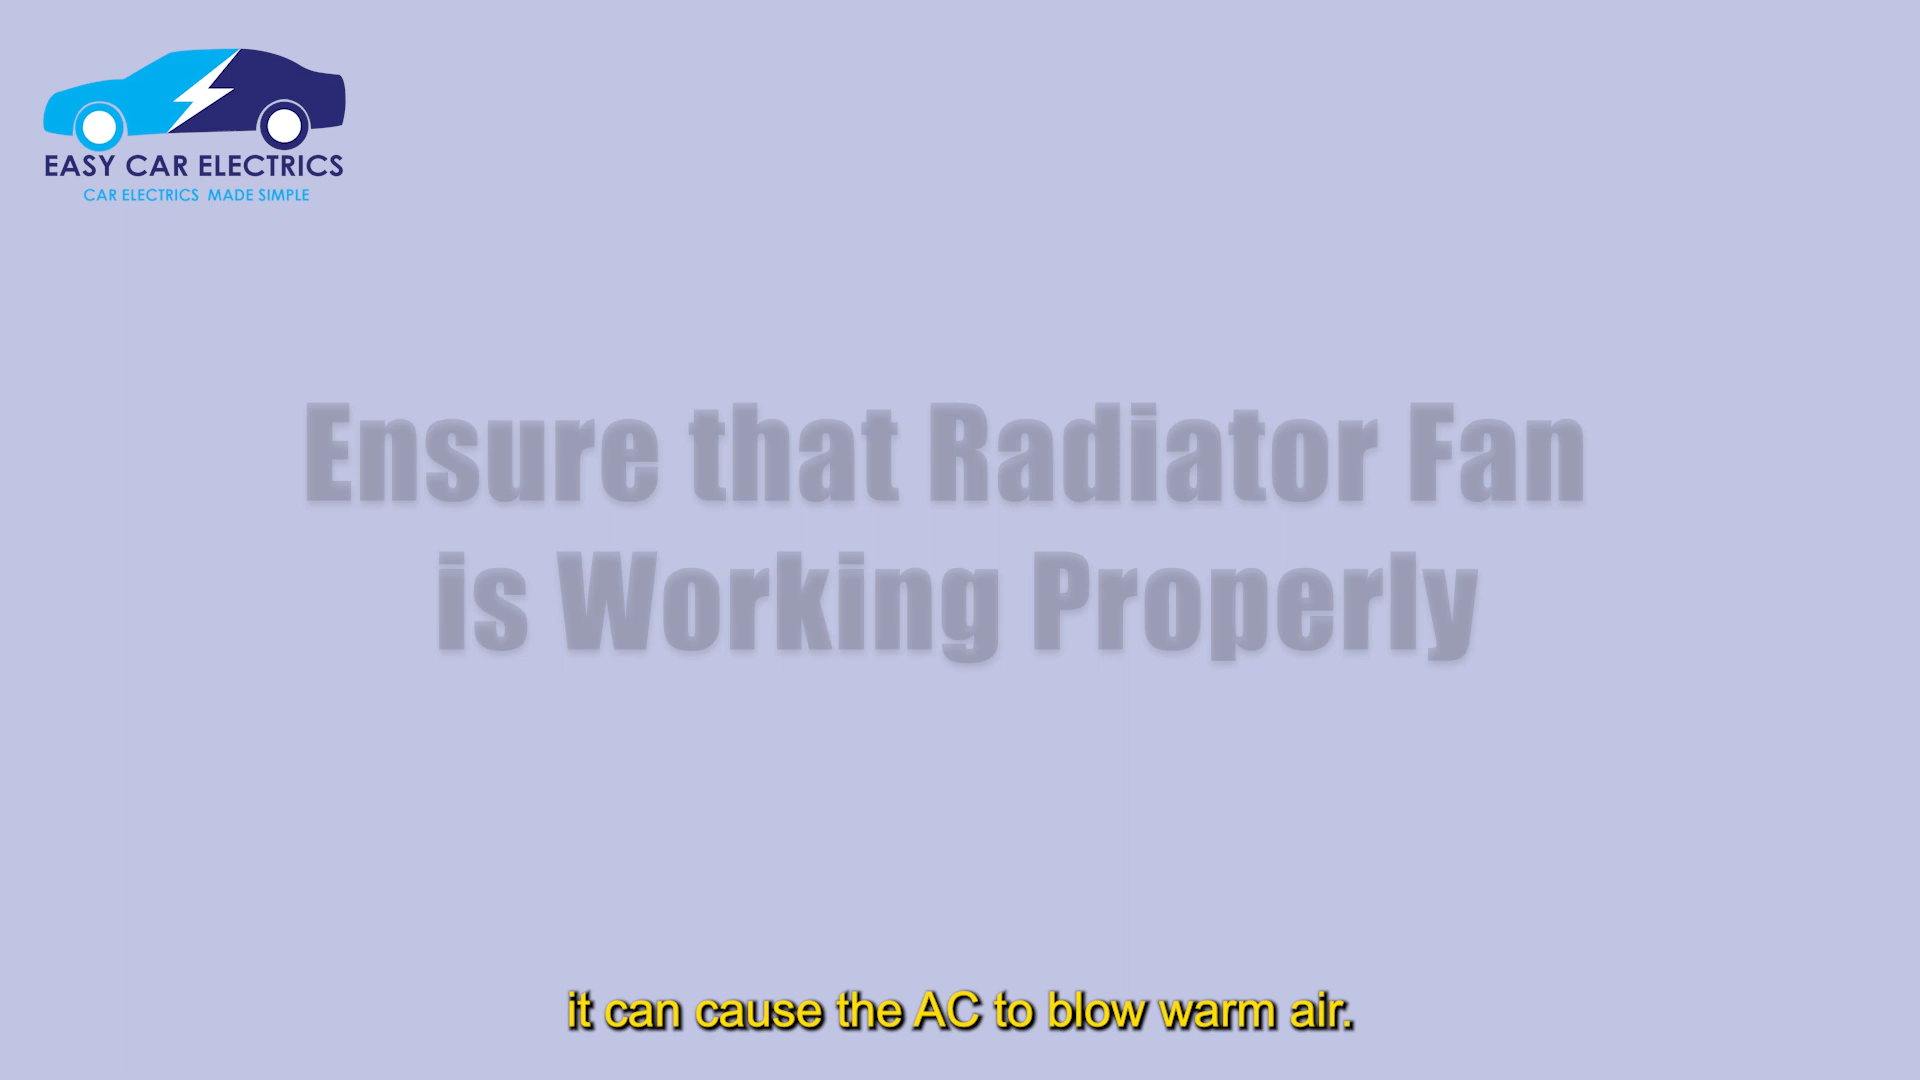 EASY CAR ELECTRICS
CAR ELECTRICS MADE SIMPLE
Ensure that Radiator Fan
is Working Properly
it can cause the AC to blow warm air.